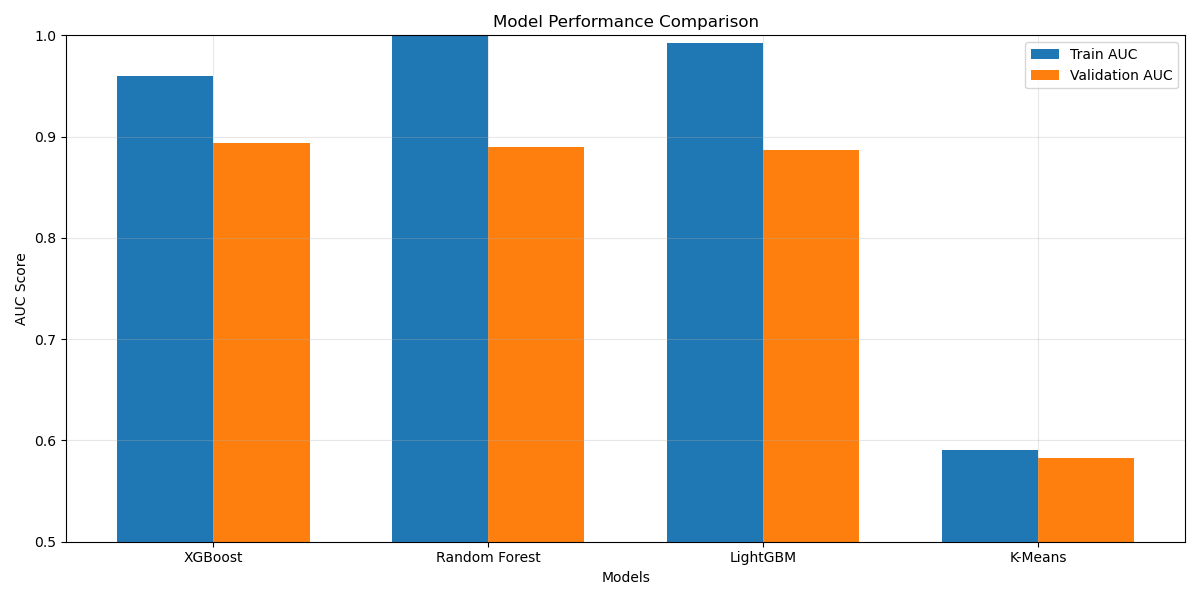 Model Performance Comparison
Train AUC
Validation AUC
AUC Score
1.0
0.9
0.8
0.7
0.6
0.5
XGBoost
Random Forest
LightGBM
K-Means
Models